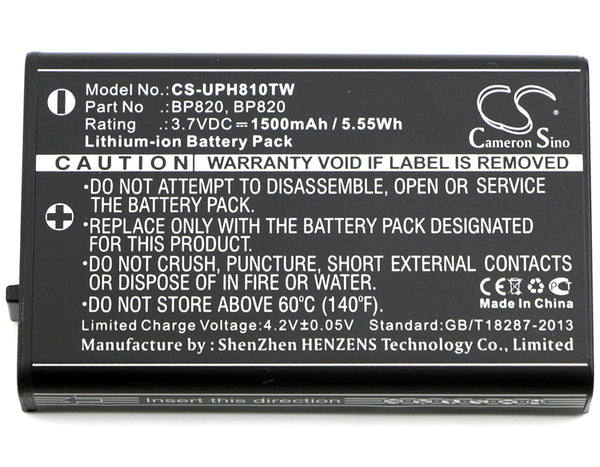 Model No.:CS-UPH810TW
Part No :BP820, BP820
Rating :3.7VDC⎓1500mAh / 5.55Wh
Lithium-ion Battery Pack
CS
Cameron Sino
CAUTION WARRANTY VOID IF LABEL IS REMOVED
•DO NOT ATTEMPT TO DISASSEMBLE, OPEN OR SERVICE
THE BATTERY PACK.
•REPLACE ONLY WITH THE BATTERY PACK DESIGNATED
FOR YOUR PRODUCT.
•DO NOT CRUSH, PUNCTURE, SHORT EXTERNAL CONTACTS
OR DISPOSE OF IN FIRE OR WATER.
•DO NOT STORE ABOVE 60°C (140°F).
CE FC
Made In China
Limited Charge Voltage:4.2V±0.05V Standard:GB/T18287-2013
Manufacturer: ShenZhen HENZENS Technology Co., Ltd.
Insert this direction